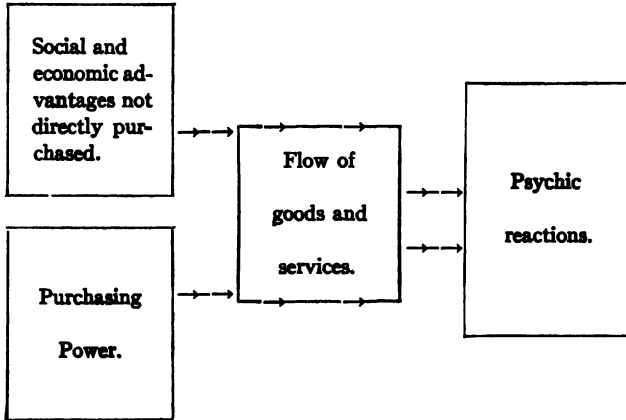 Social and
economic ad-
vantages not
directly pur-
chased.
Purchasing
Power.
Flow of
goods and
services.
Psychic
reactions.